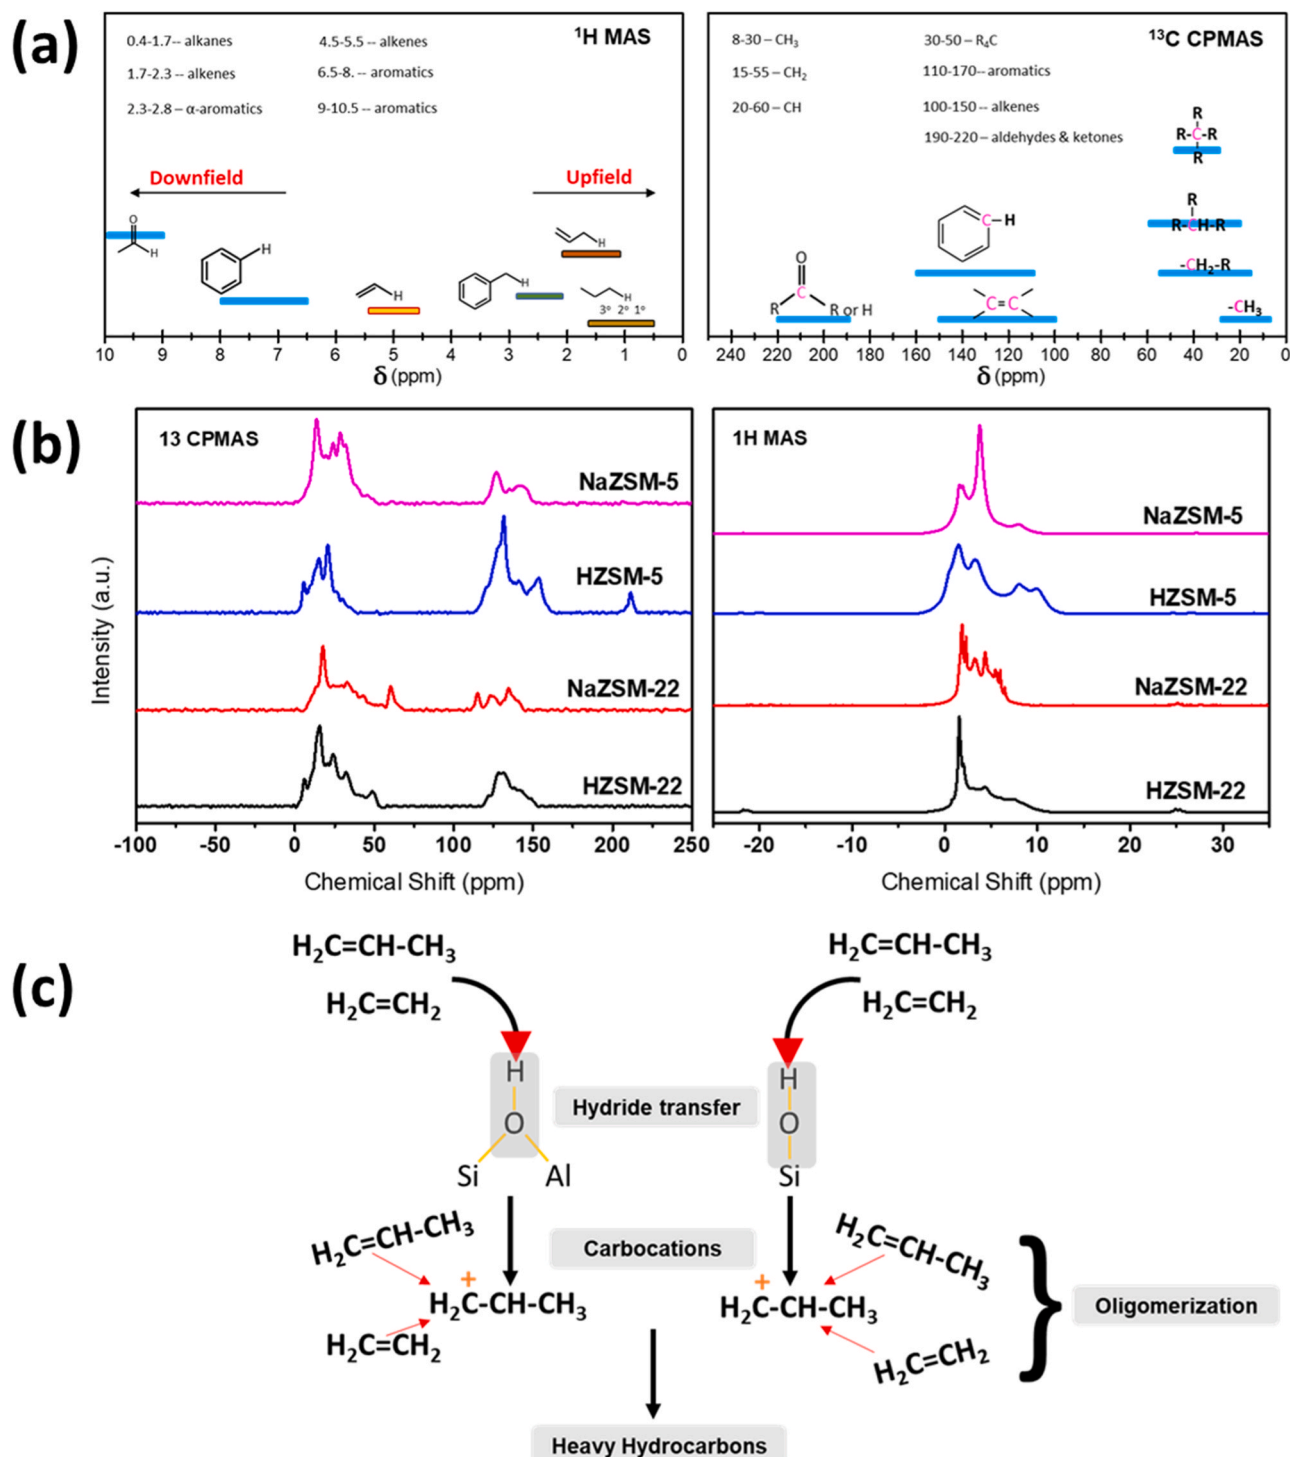 (a)
¹H MAS
0.4-1.7-- alkanes
4.5-5.5 -- alkenes
1.7-2.3 -- alkenes
6.5-8. -- aromatics
2.3-2.8 – α-aromatics
9-10.5 -- aromatics
Downfield
Upfield
O
H
H
H
H
H
3º 2º 1º
10 9 8 7 6 5 4 3 2 1 0
δ (ppm)
¹³C CPMAS
8-30 – CH₃
30-50 – R₄C
15-55 – CH₂
110-170-- aromatics
20-60 – CH
100-150 -- alkenes
190-220 – aldehydes & ketones
R
R-C-R
R
R
R-CH-R
C-H
-CH₂-R
O
C
R
R or H
C=C
-CH₃
240 220 200 180 160 140 120 100 80 60 40 20 0
δ (ppm)
(b)
13 CPMAS
NaZSM-5
HZSM-5
NaZSM-22
HZSM-22
Intensity (a.u.)
-100 -50 0 50 100 150 200 250
Chemical Shift (ppm)
1H MAS
NaZSM-5
HZSM-5
NaZSM-22
HZSM-22
-20 -10 0 10 20 30
Chemical Shift (ppm)
(c)
H₂C=CH-CH₃
H₂C=CH-CH₃
H₂C=CH₂
H₂C=CH₂
H
H
Hydride transfer
O
O
Si
Al
Si
H₂C=CH-CH₃
Carbocations
H₂C=CH-CH₃
+
+
H₂C-CH-CH₃
H₂C-CH-CH₃
Oligomerization
H₂C=CH₂
H₂C=CH₂
Heavy Hydrocarbons